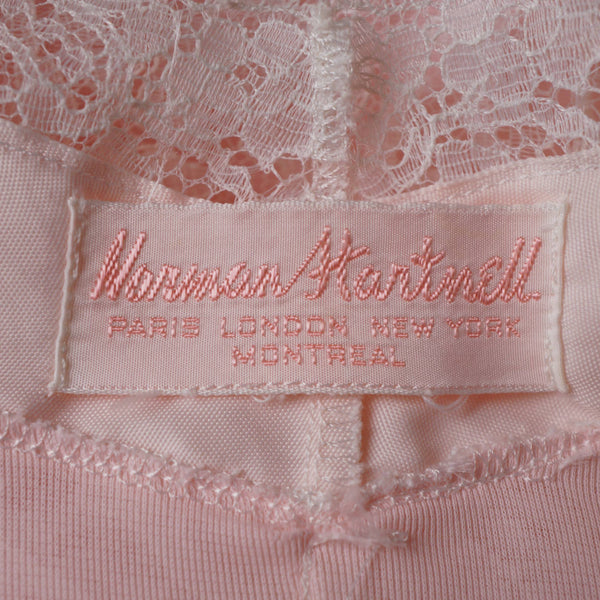 Norman Hartnell
PARIS LONDON NEW YORK
MONTREAL